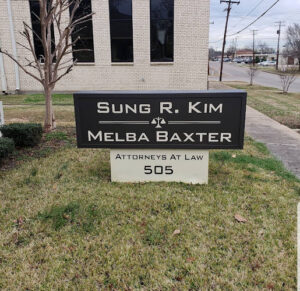 SUNG R. KIM
MELBA BAXTER
ATTORNEYS AT LAW
505